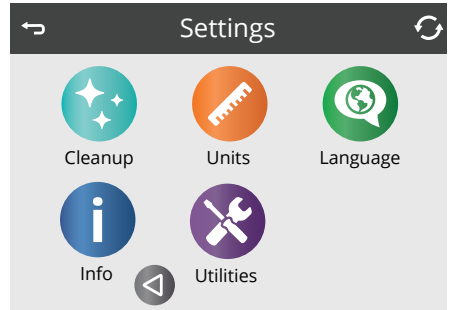 Settings
Cleanup
Units
Language
Info
Utilities